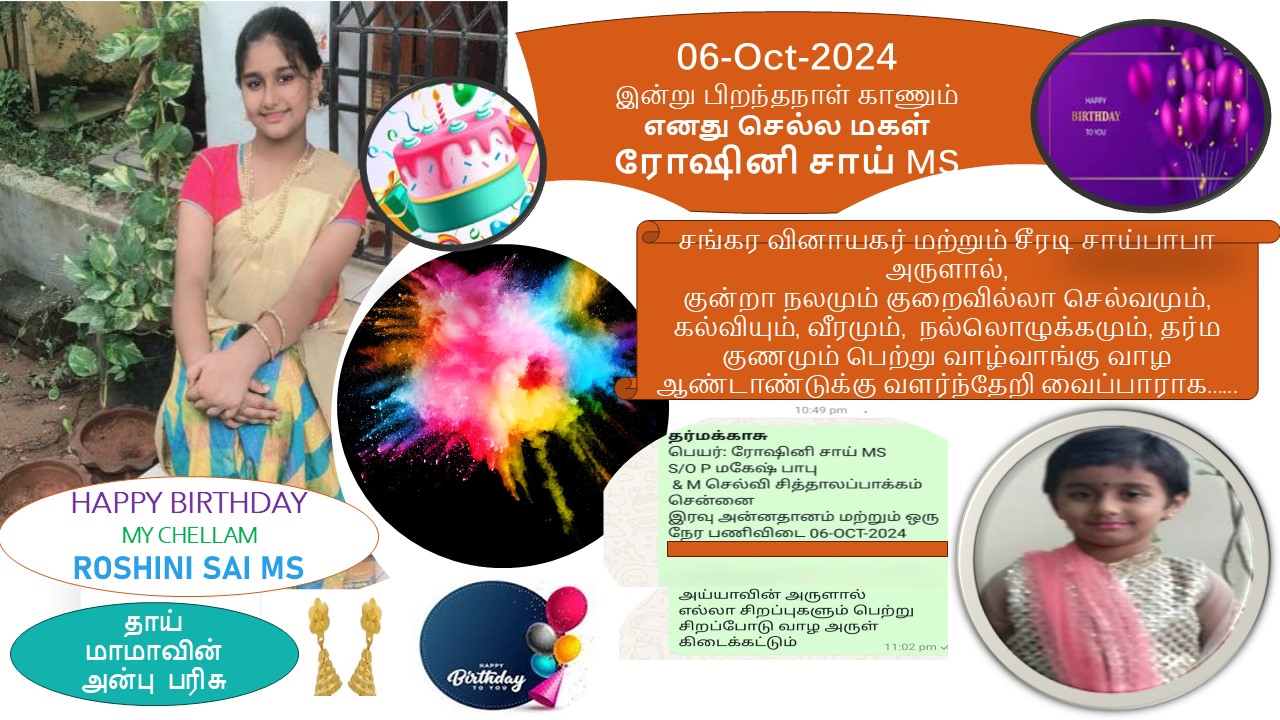 06-Oct-2024
இன்று பிறந்தநாள் காணும்
எனது செல்ல மகள்
ரோஷினி சாய் MS
HAPPY
BIRTHDAY
TO YOU
சங்கர வினாயகர் மற்றும் சீரடி சாய்பாபா
அருளால்,
குன்றா நலமும் குறைவில்லா செல்வமும்,
கல்வியும், வீரமும், நல்லொழுக்கமும், தர்ம
குணமும் பெற்று வாழ்வாங்கு வாழ
ஆண்டாண்டுக்கு வளர்ந்தேறி வைப்பாராக......
10:49 pm
தர்மக்காசு
பெயர்: ரோஷினி சாய் MS
S/O P மகேஷ் பாபு
& M செல்வி சித்தாலப்பாக்கம்
சென்னை
இரவு அன்னதானம் மற்றும் ஒரு
நேர பணிவிடை 06-OCT-2024
அய்யாவின் அருளால்
எல்லா சிறப்புகளும் பெற்று
சிறப்போடு வாழ அருள்
கிடைக்கட்டும்
11:02 pm
HAPPY BIRTHDAY
MY CHELLAM
ROSHINI SAI MS
தாய்
மாமாவின்
அன்பு பரிசு
HAPPY
Birthday
TO YOU